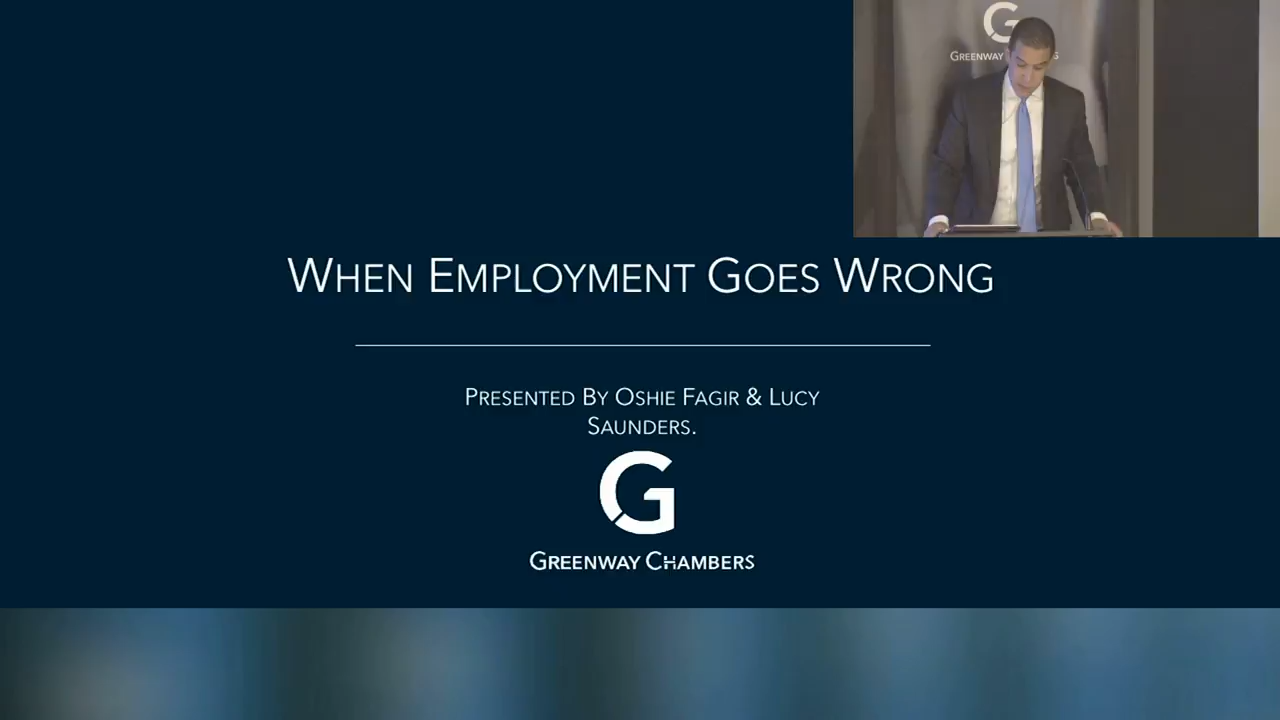 G
GREENWAY
S
WHEN EMPLOYMENT GOES WRONG
PRESENTED BY OSHIE FAGIR & LUCY
SAUNDERS.
G
GREENWAY CHAMBERS